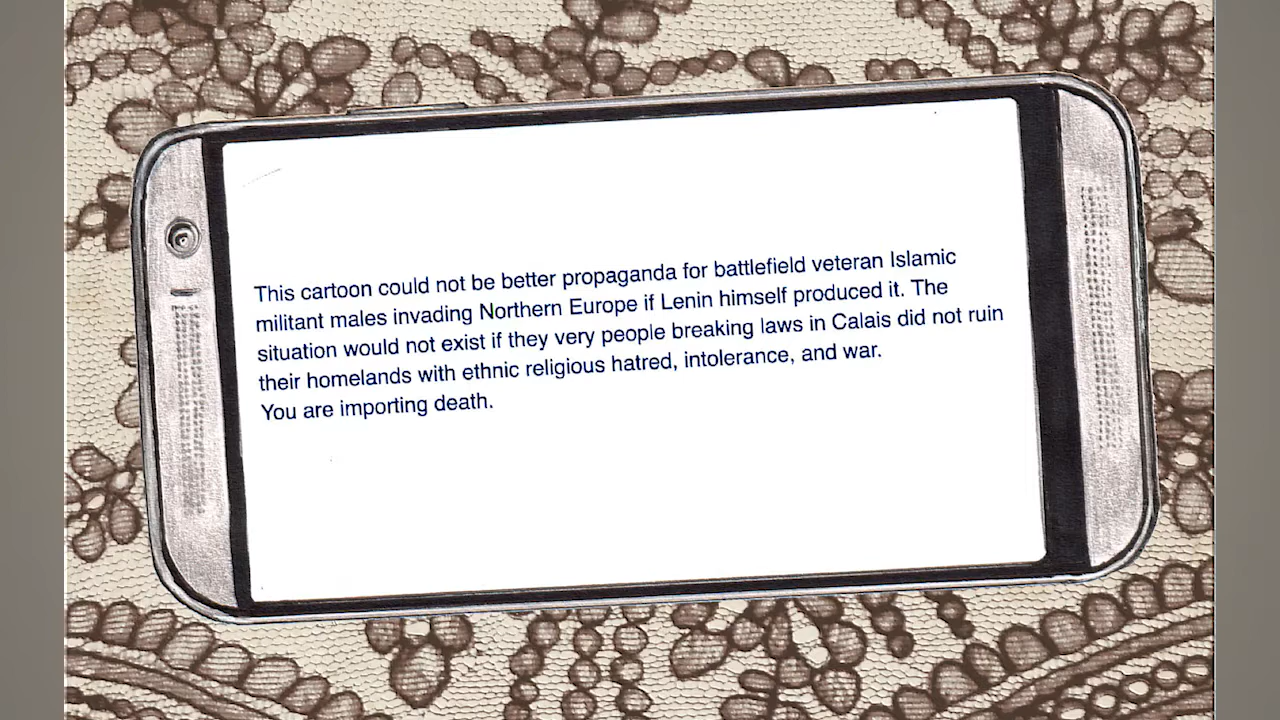 This cartoon could not be better propaganda for battlefield veteran Islamic
militant males invading Northern Europe if Lenin himself produced it. The
situation would not exist if they very people breaking laws in Calais did not ruin
their homelands with ethnic religious hatred, intolerance, and war.
You are importing death.